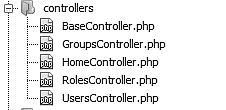 controllers
BaseController.php
GroupsController.php
HomeController.php
RolesController.php
UsersController.php